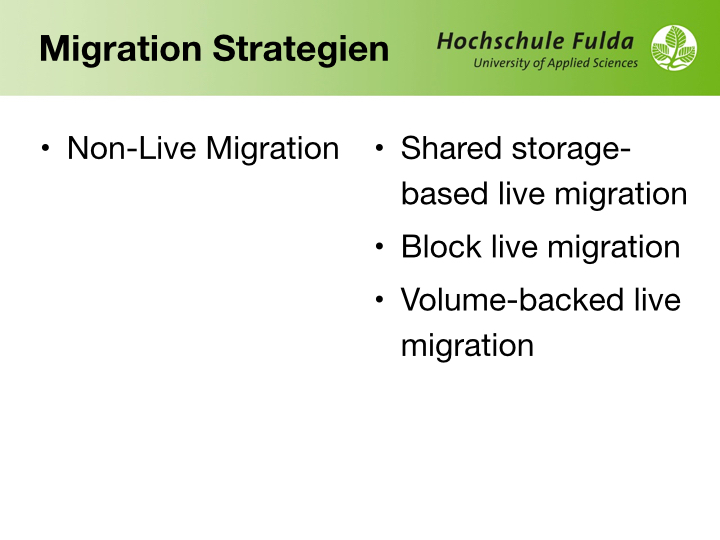 Migration Strategien
Hochschule Fulda
University of Applied Sciences
• Non-Live Migration
• Shared storage-
based live migration
• Block live migration
• Volume-backed live
migration